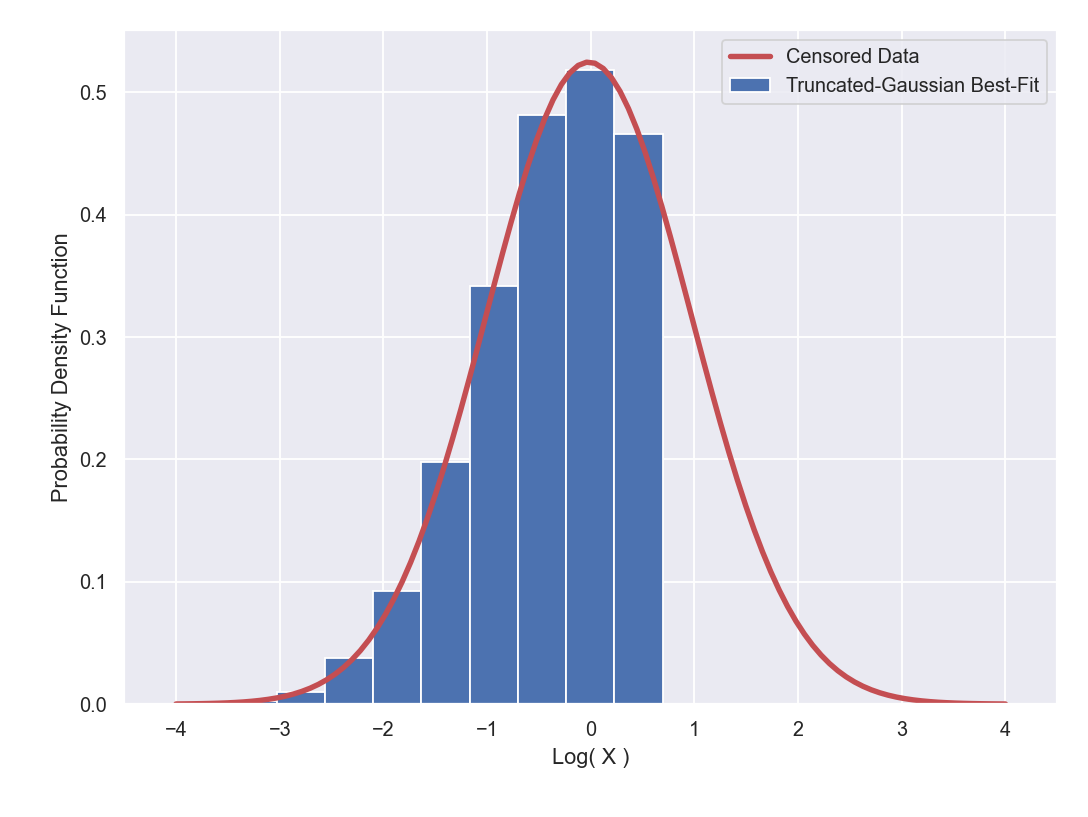 Censored Data
Truncated-Gaussian Best-Fit
Probability Density Function
0.5
0.4
0.3
0.2
0.1
0.0
−4 −3 −2 −1 0 1 2 3 4
Log( X )